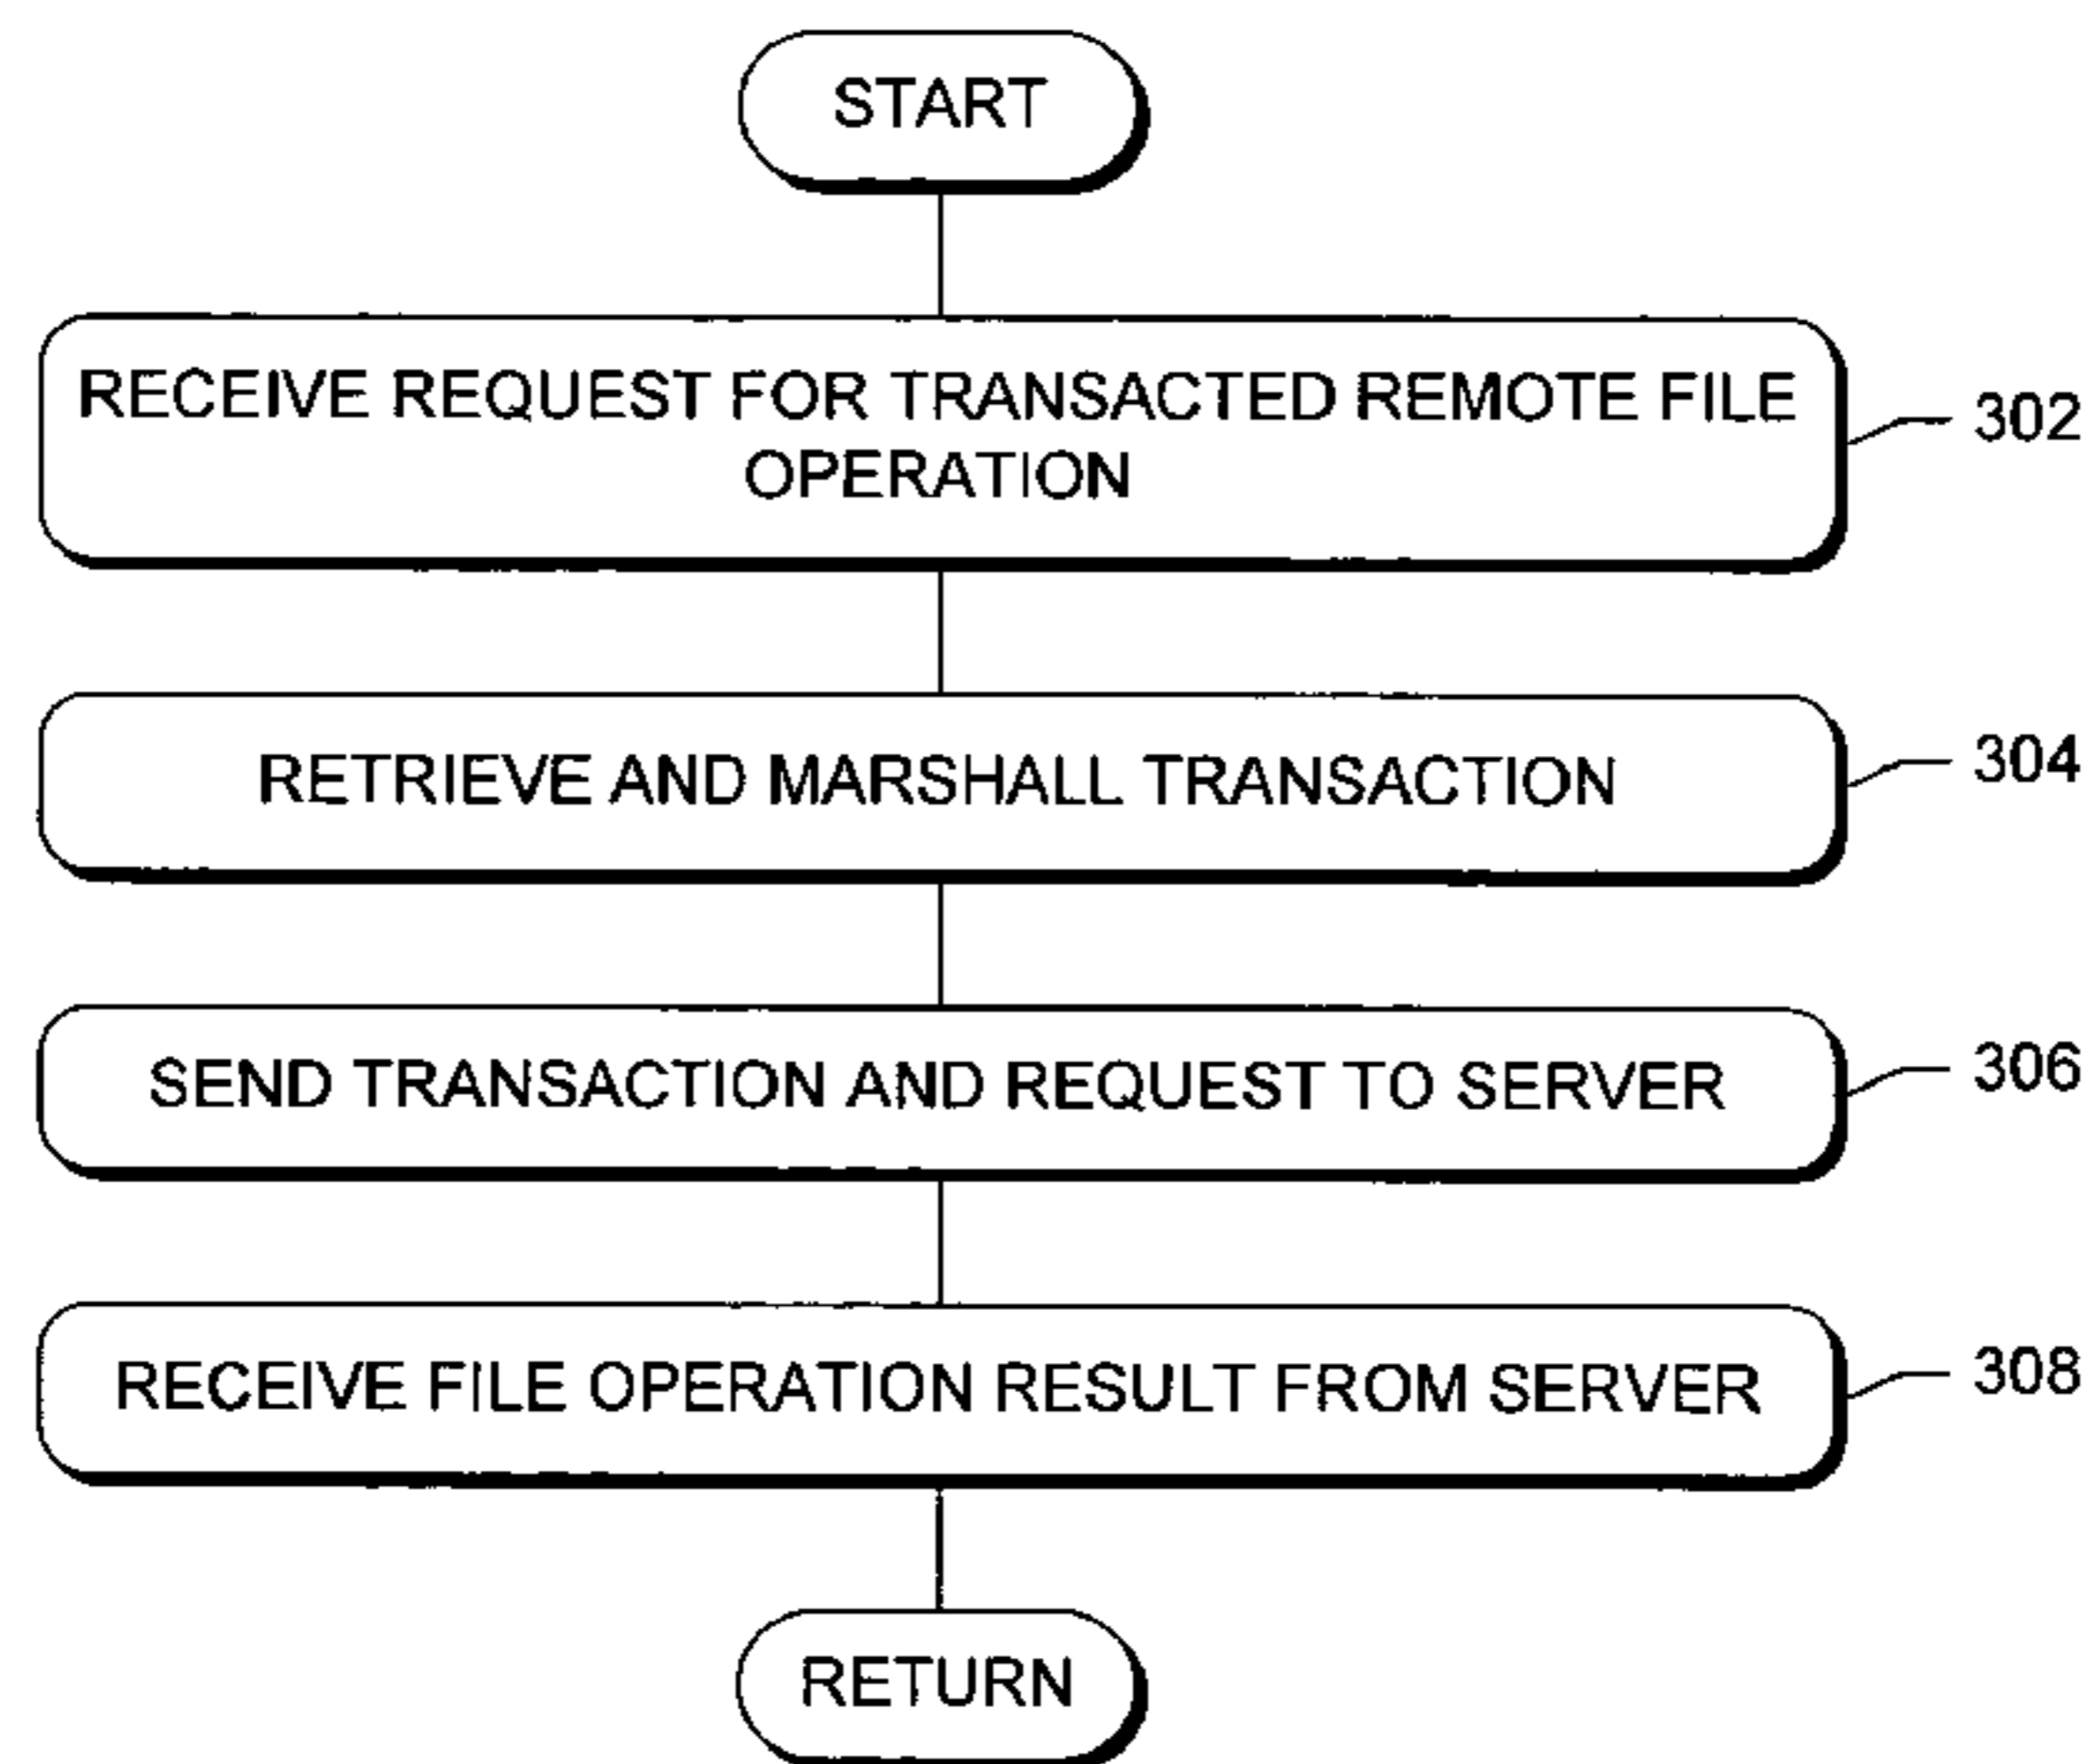 START
RECEIVE REQUEST FOR TRANSACTED REMOTE FILE
OPERATION
302
RETRIEVE AND MARSHALL TRANSACTION
304
SEND TRANSACTION AND REQUEST TO SERVER
306
RECEIVE FILE OPERATION RESULT FROM SERVER
308
RETURN